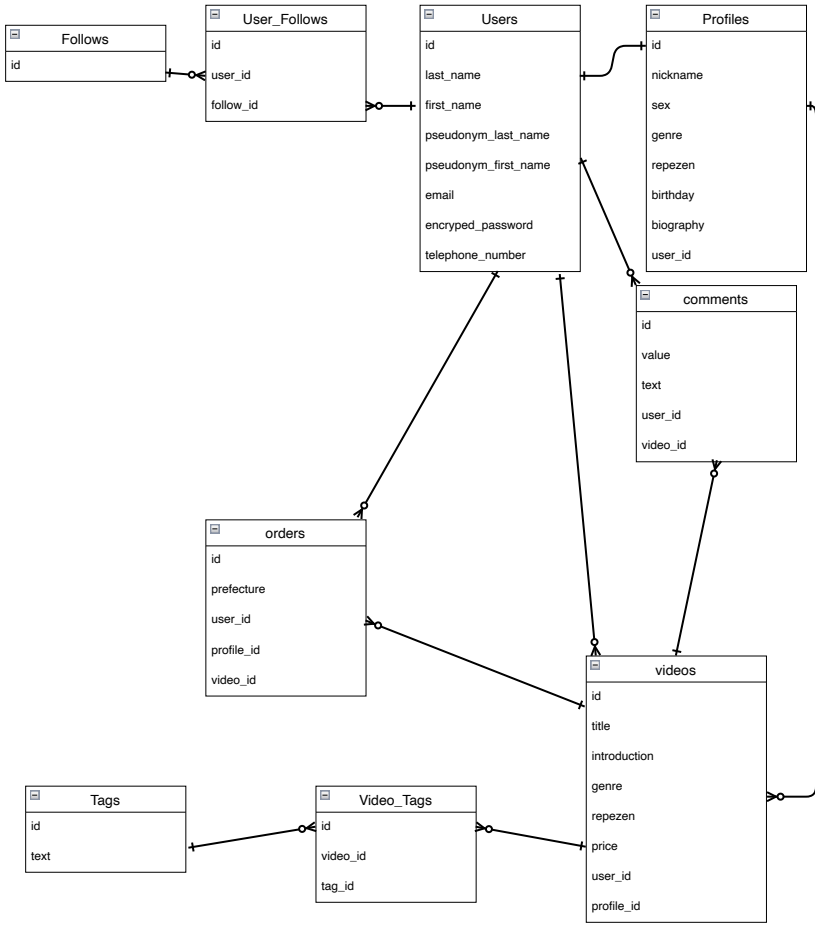 Follows
id
User_Follows
id
user_id
follow_id
Users
id
last_name
first_name
pseudonym_last_name
pseudonym_first_name
email
encryped_password
telephone_number
Profiles
id
nickname
sex
genre
repezen
birthday
biography
user_id
comments
id
value
text
user_id
video_id
orders
id
prefecture
user_id
profile_id
video_id
videos
id
title
introduction
genre
repezen
price
user_id
profile_id
Tags
id
text
Video_Tags
id
video_id
tag_id